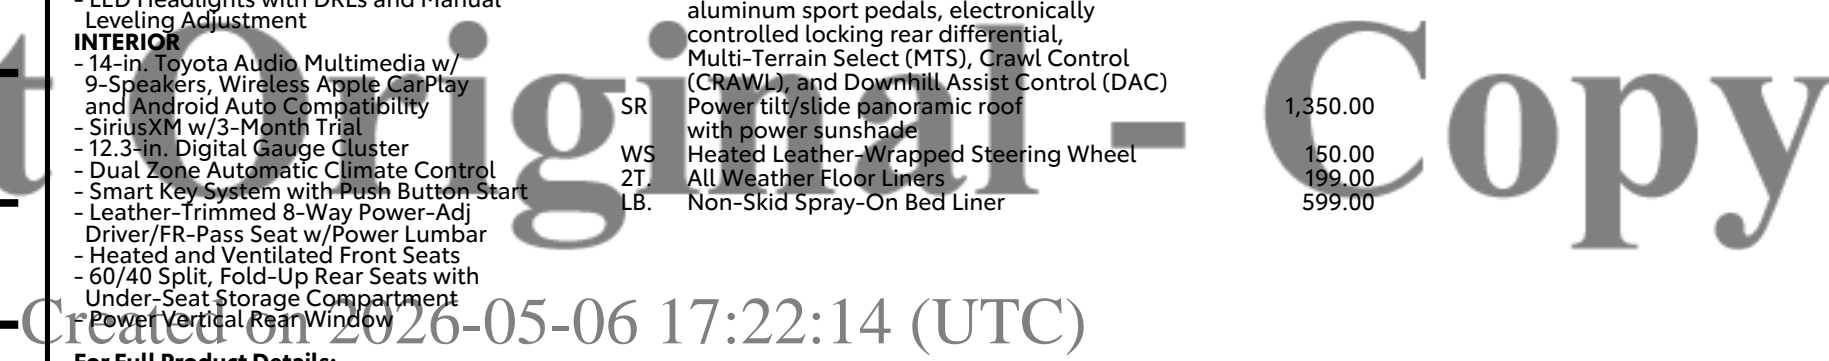 - LED Headlights with DRLs and Manual
Leveling Adjustment
INTERIOR
- 14-in. Toyota Audio Multimedia w/
9-Speakers, Wireless Apple CarPlay
and Android Auto Compatibility
- SiriusXM w/3-Month Trial
- 12.3-in. Digital Gauge Cluster
- Dual Zone Automatic Climate Control
- Smart Key System with Push Button Start
- Leather-Trimmed 8-Way Power-Adj
Driver/FR-Pass Seat w/Power Lumbar
- Heated and Ventilated Front Seats
- 60/40 Split, Fold-Up Rear Seats with
Under-Seat Storage Compartment
- Power Vertical Rear Window
For Full Product Details:
aluminum sport pedals, electronically
controlled locking rear differential,
Multi-Terrain Select (MTS), Crawl Control
(CRAWL), and Downhill Assist Control (DAC)
SR Power tilt/slide panoramic roof 1,350.00
with power sunshade
WS Heated Leather-Wrapped Steering Wheel 150.00
2T. All Weather Floor Liners 199.00
LB. Non-Skid Spray-On Bed Liner 599.00
t Original - Copy
Created on 2026-05-06 17:22:14 (UTC)